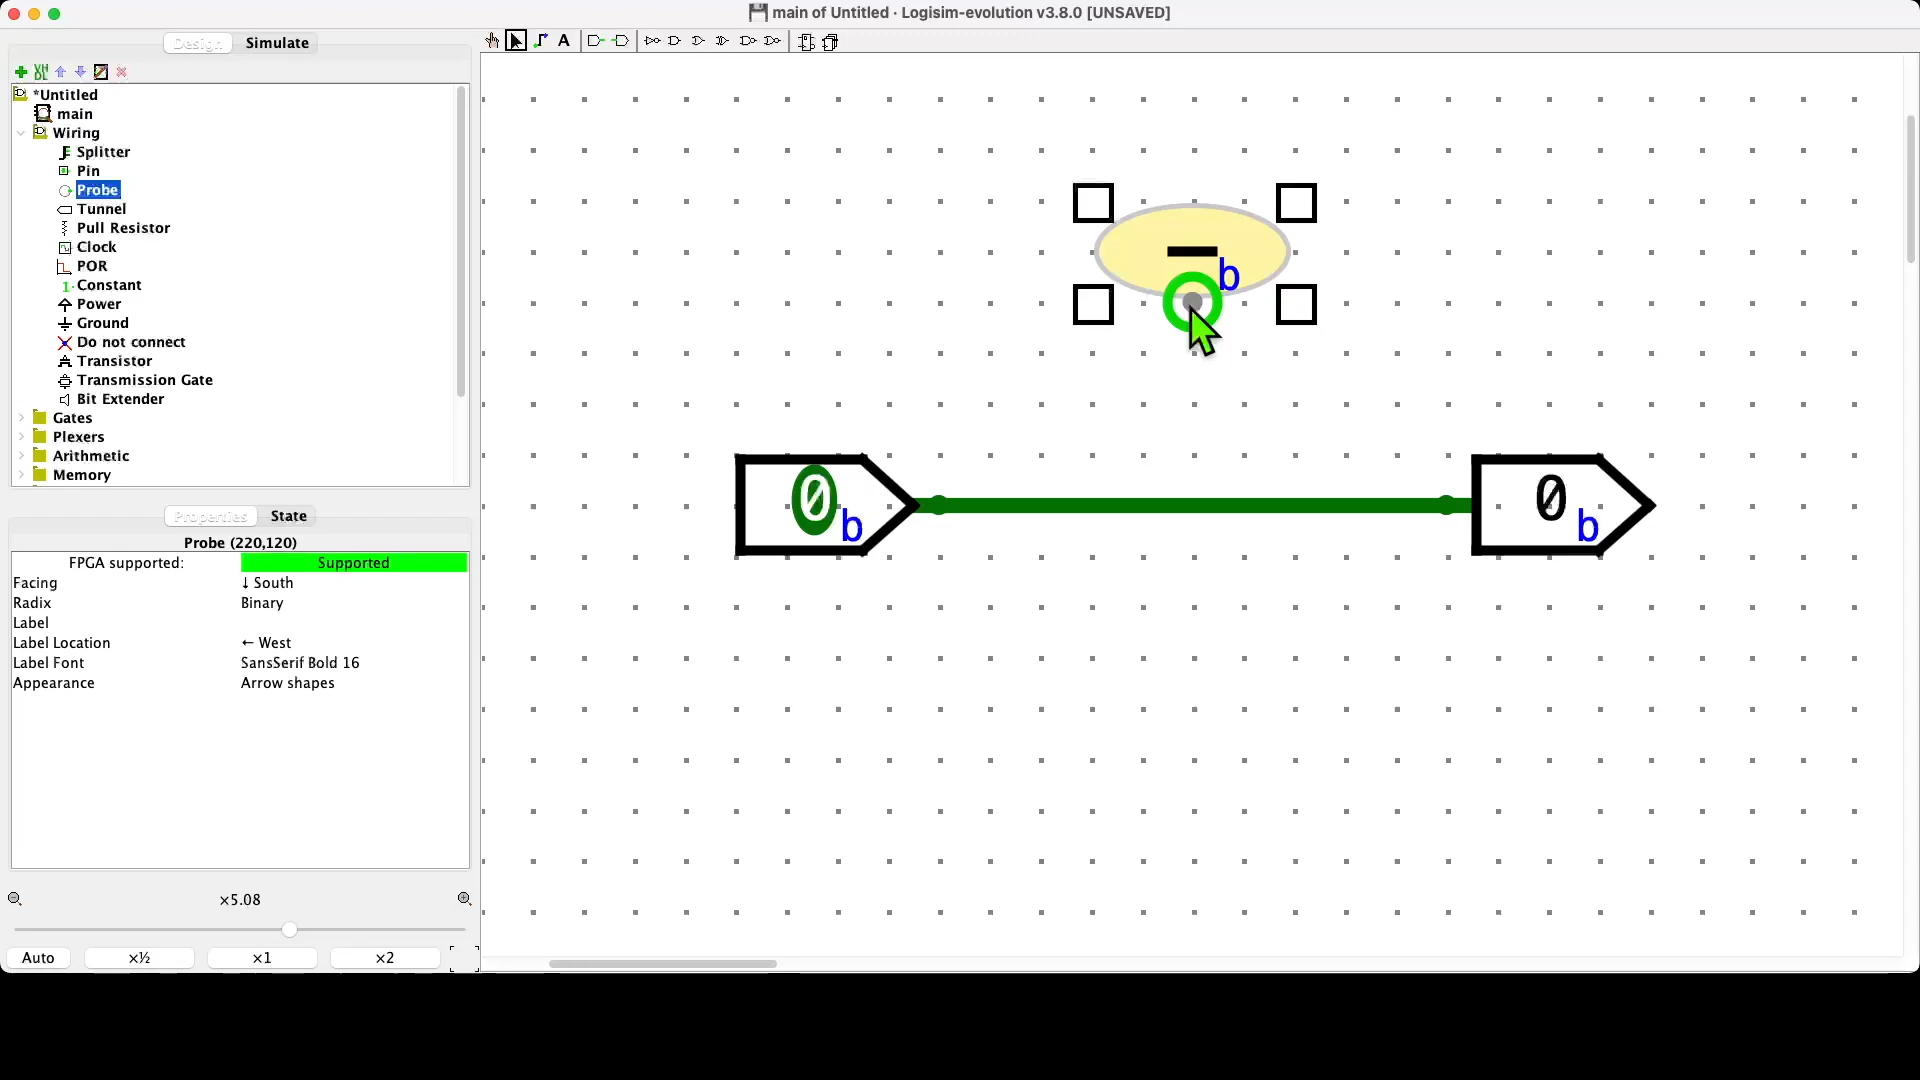 main of Untitled · Logisim-evolution v3.8.0 [UNSAVED]
Design Simulate
VH
DL
*Untitled
main
Wiring
Splitter
Pin
Probe
Tunnel
Pull Resistor
Clock
POR
Constant
Power
Ground
Do not connect
Transistor
Transmission Gate
Bit Extender
Gates
Plexers
Arithmetic
Memory
Properties State
Probe (220,120)
FPGA supported: Supported
Facing ↓ South
Radix Binary
Label
Label Location ← West
Label Font SansSerif Bold 16
Appearance Arrow shapes
×5.08
Auto ×½ ×1 ×2
A
– b
0 b
0 b